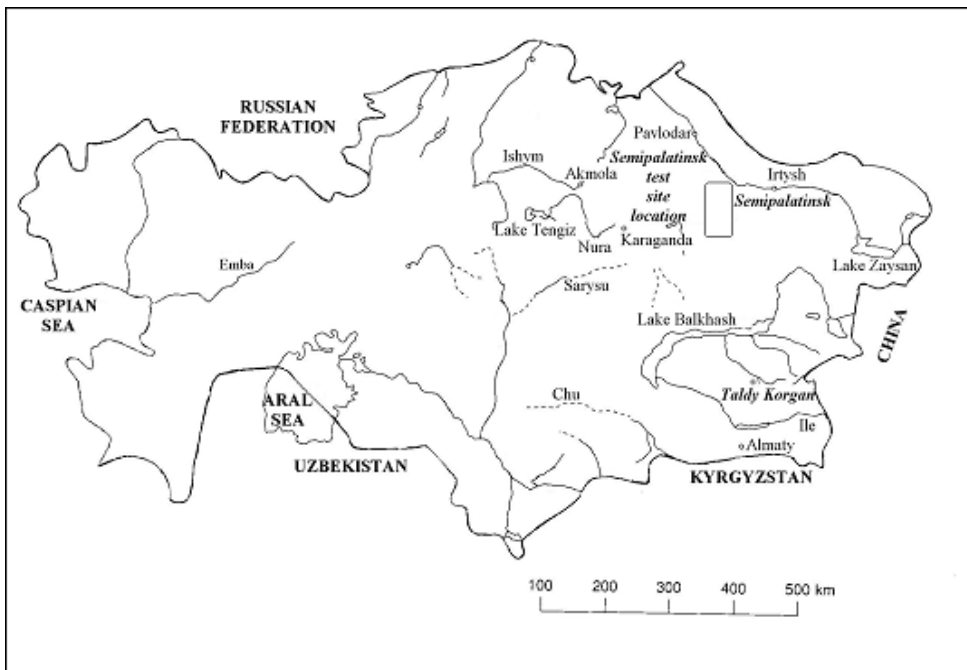 RUSSIAN
FEDERATION
Pavlodar
Ishym
Semipalatinsk
test
site
location
Akmola
Irtysh
Semipalatinsk
Lake Tengiz
Nura
Karaganda
Lake Zaysan
Emba
Sarysu
CASPIAN
SEA
Lake Balkhash
CHINA
ARAL
SEA
Chu
Taldy Korgan
Ile
Almaty
UZBEKISTAN
KYRGYZSTAN
100 200 300 400 500 km